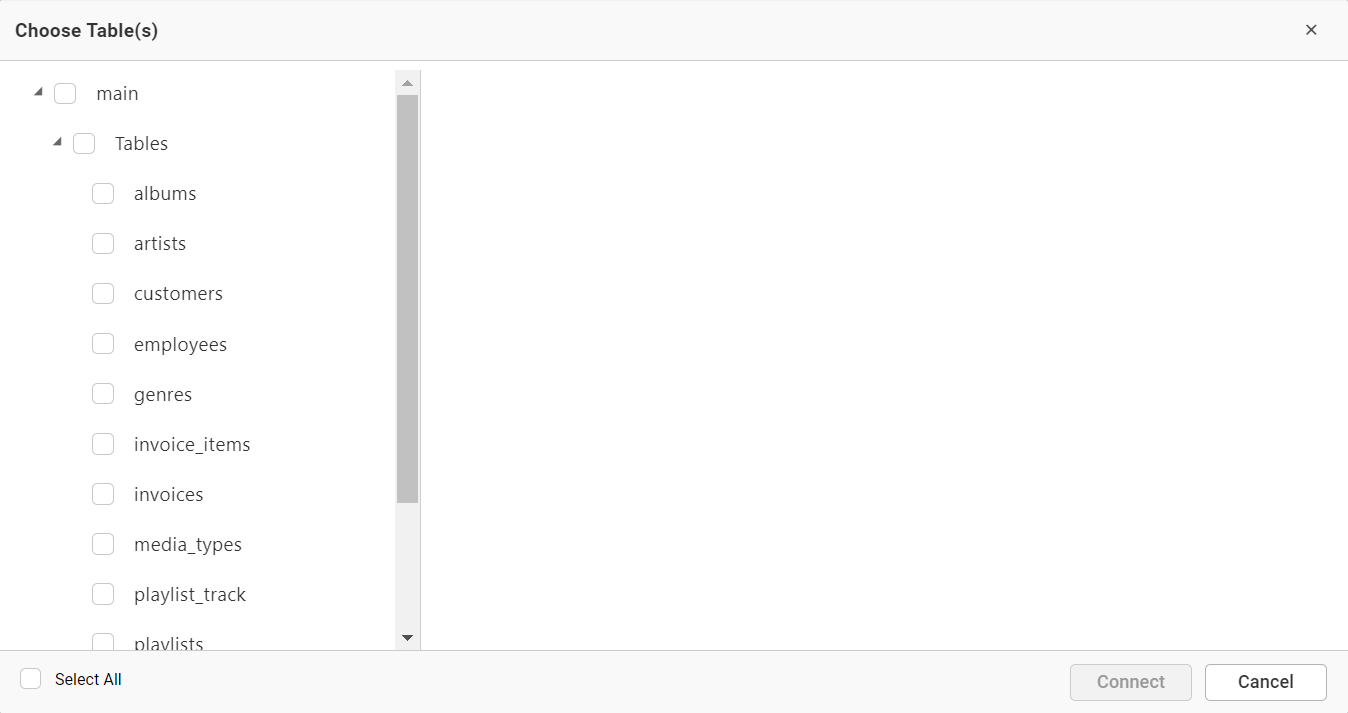 Choose Table(s)
main
Tables
albums
artists
customers
employees
genres
invoice_items
invoices
media_types
playlist_track
playlists
Select All
Connect
Cancel